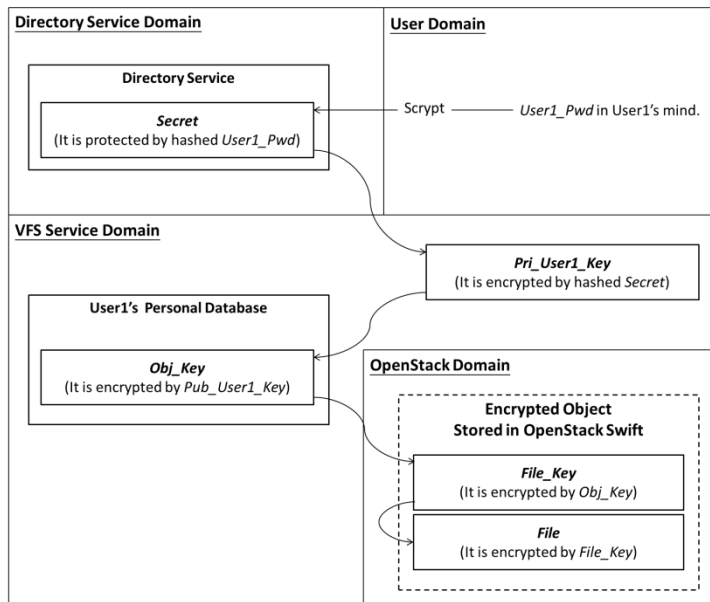 Directory Service Domain
User Domain
Directory Service
Secret
(It is protected by hashed User1_Pwd)
Scrypt
User1_Pwd in User1's mind.
VFS Service Domain
Pri_User1_Key
(It is encrypted by hashed Secret)
User1's Personal Database
Obj_Key
(It is encrypted by Pub_User1_Key)
OpenStack Domain
Encrypted Object
Stored in OpenStack Swift
File_Key
(It is encrypted by Obj_Key)
File
(It is encrypted by File_Key)